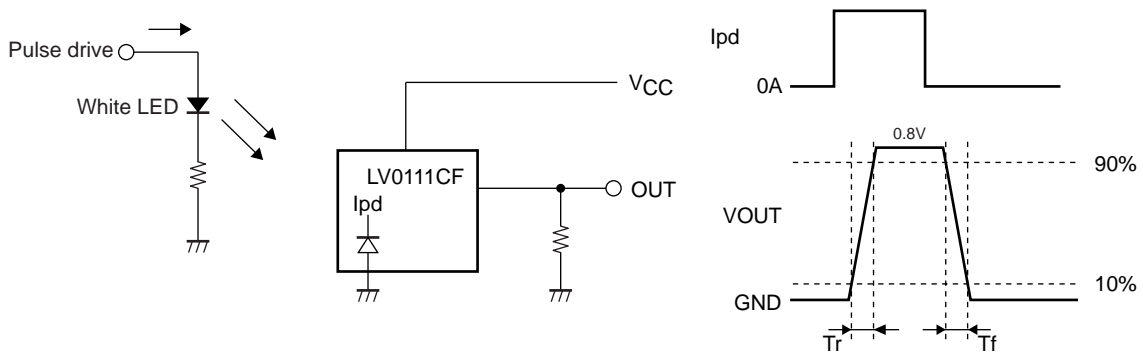 Pulse drive
White LED
VCC
LV0111CF
Ipd
OUT
Ipd
0A
0.8V
90%
VOUT
10%
GND
Tr
Tf